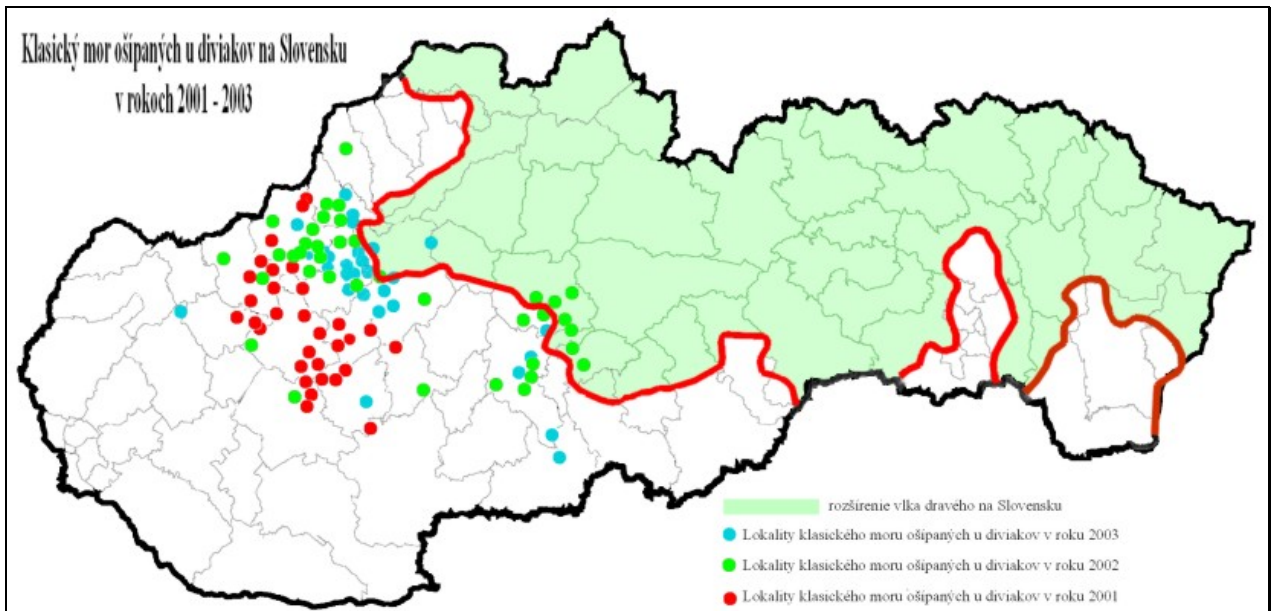 Klasický mor ošípaných u diviakov na Slovensku
v rokoch 2001 - 2003
rozšírenie vlka dravého na Slovensku
Lokality klasického moru ošípaných u diviakov v roku 2003
Lokality klasického moru ošípaných u diviakov v roku 2002
Lokality klasického moru ošípaných u diviakov v roku 2001